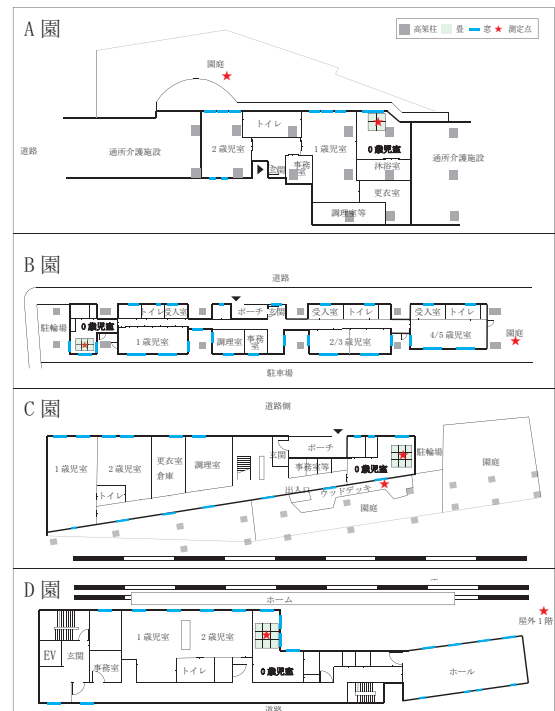 A園
高架柱 畳 窓 測定点
園庭
トイレ
道路
通所介護施設
2歳児室
1歳児室
0歳児室
通所介護施設
玄関
事務室
沐浴室
更衣室
調理室等
B園
道路
駐輪場
トイレ
受入室
ポーチ
玄関
受入室
トイレ
受入室
トイレ
0歳児室
1歳児室
調理室
事務室
2/3歳児室
4/5歳児室
園庭
駐車場
C園
道路側
1歳児室
2歳児室
更衣室
倉庫
調理室
玄関
ポーチ
事務室等
0歳児室
駐輪場
園庭
トイレ
出入口
ウッドデッキ
園庭
D園
ホーム
屋外1階
EV
玄関
事務室
1歳児室
2歳児室
トイレ
0歳児室
ホール
道路